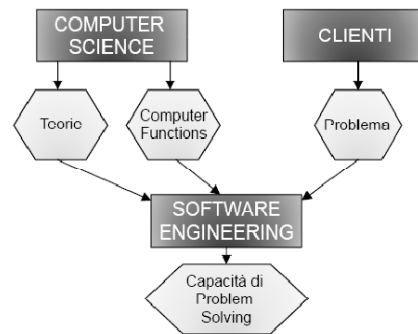 COMPUTER
SCIENCE
CLIENTI
Teorie
Computer
Functions
Problema
SOFTWARE
ENGINEERING
Capacità di
Problem
Solving